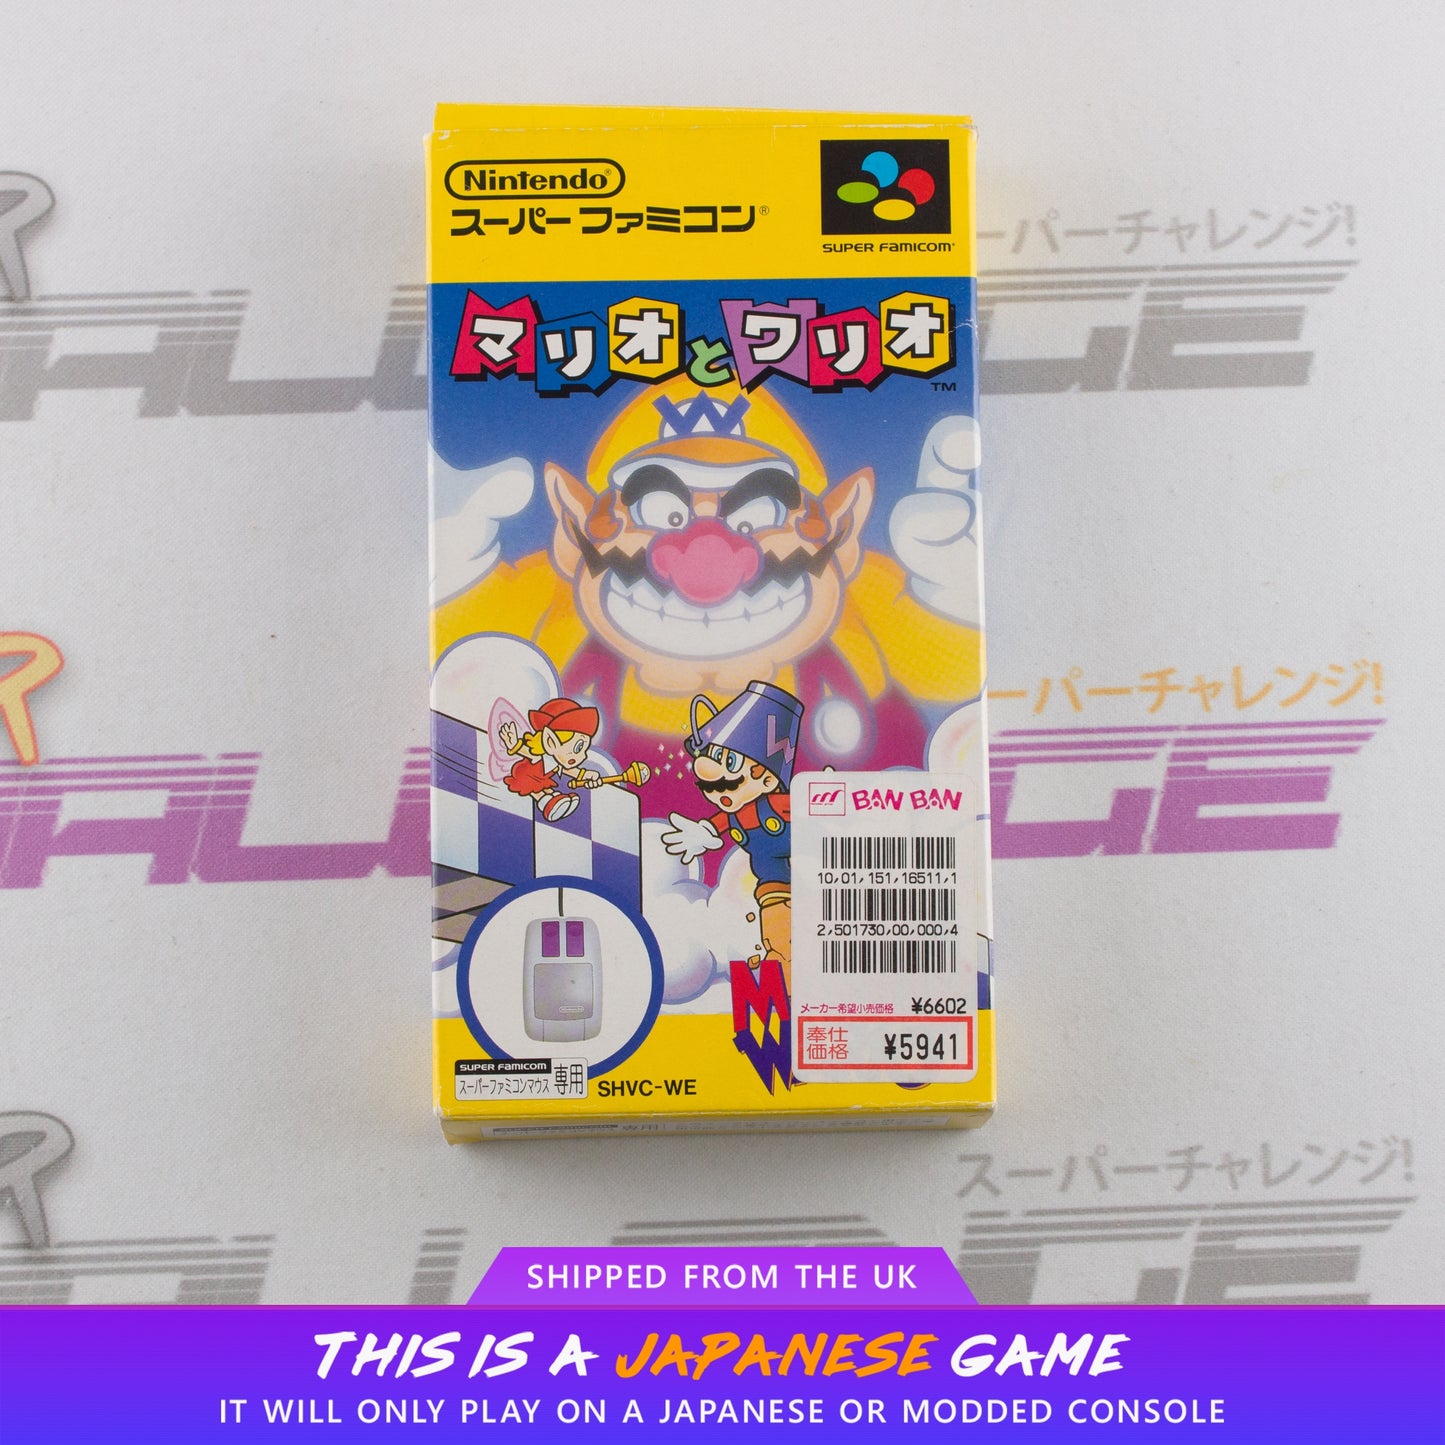 Nintendo®
スーパーファミコン®
SUPER FAMICOM
マリオとワリオ
TM
W
W
BAN BAN
10,01,151,16511,1
2,501730,00,000,4
メーカー希望小売価格 ¥6602
奉仕価格 ¥5941
M
W
Nintendo
SUPER FAMICOM
スーパーファミコンマウス専用
SHVC-WE
ーパーチャレンジ!
ーパーチャレンジ!
スーパーチャレンジ!
SHIPPED FROM THE UK
THIS IS A JAPANESE GAME
IT WILL ONLY PLAY ON A JAPANESE OR MODDED CONSOLE